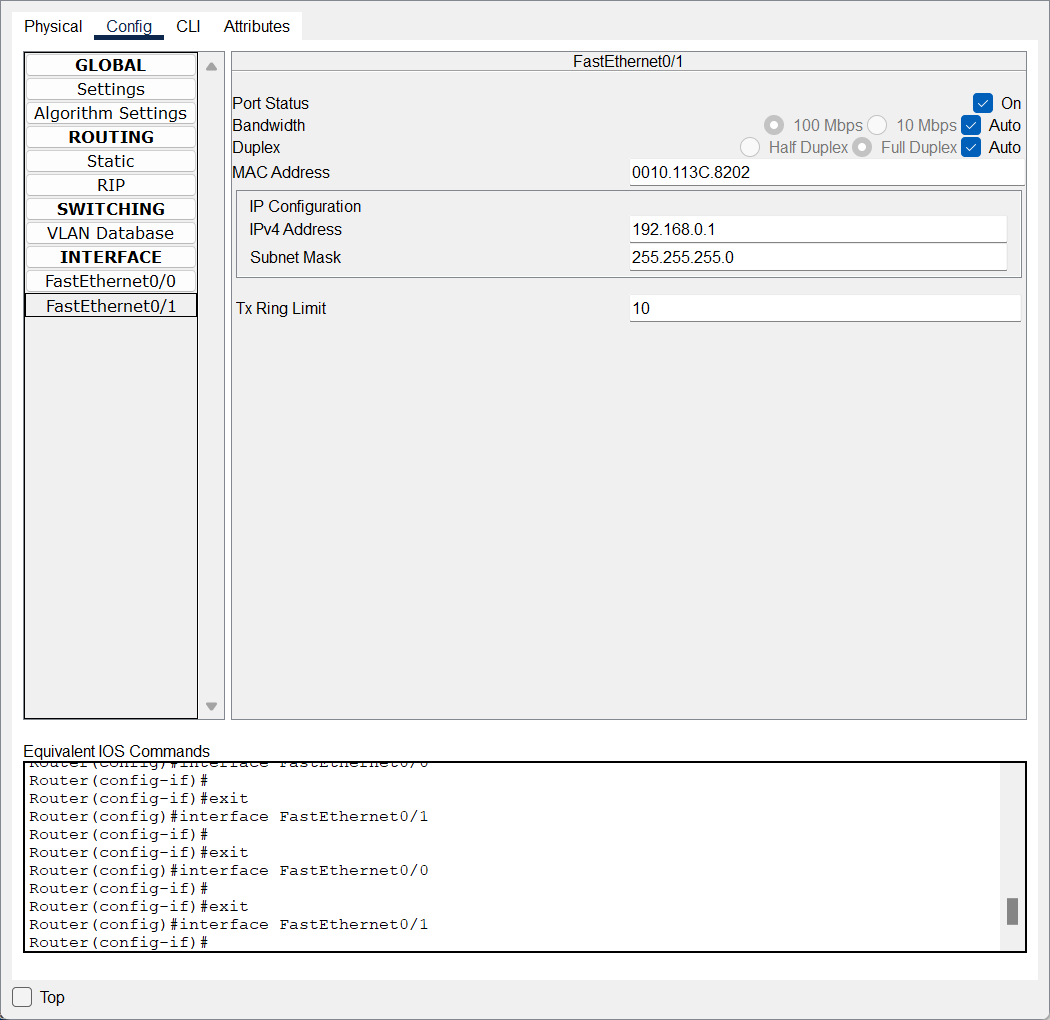 Physical Config CLI Attributes
GLOBAL
Settings
Algorithm Settings
ROUTING
Static
RIP
SWITCHING
VLAN Database
INTERFACE
FastEthernet0/0
FastEthernet0/1
FastEthernet0/1
Port Status On
Bandwidth 100 Mbps 10 Mbps Auto
Duplex Half Duplex Full Duplex Auto
MAC Address 0010.113C.8202
IP Configuration
IPv4 Address 192.168.0.1
Subnet Mask 255.255.255.0
Tx Ring Limit 10
Equivalent IOS Commands
Router(config)#interface FastEthernet0/0
Router(config-if)#
Router(config-if)#exit
Router(config)#interface FastEthernet0/1
Router(config-if)#
Router(config-if)#exit
Router(config)#interface FastEthernet0/0
Router(config-if)#
Router(config-if)#exit
Router(config)#interface FastEthernet0/1
Router(config-if)#
Top